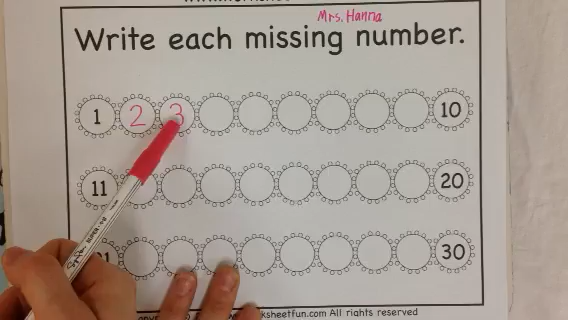 Mrs. Hanna
Write each missing number.
1 2 3 10
11 20
30
ksheetfun.com All rights reserved